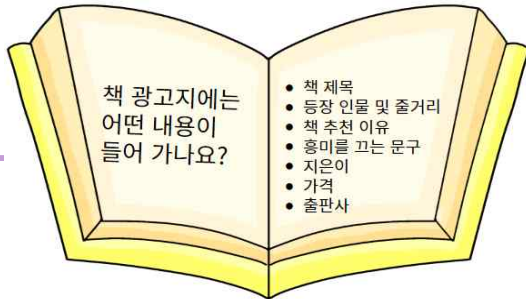 책 광고지에는
어떤 내용이
들어 가나요?
• 책 제목
• 등장 인물 및 줄거리
• 책 추천 이유
• 흥미를 끄는 문구
• 지은이
• 가격
• 출판사